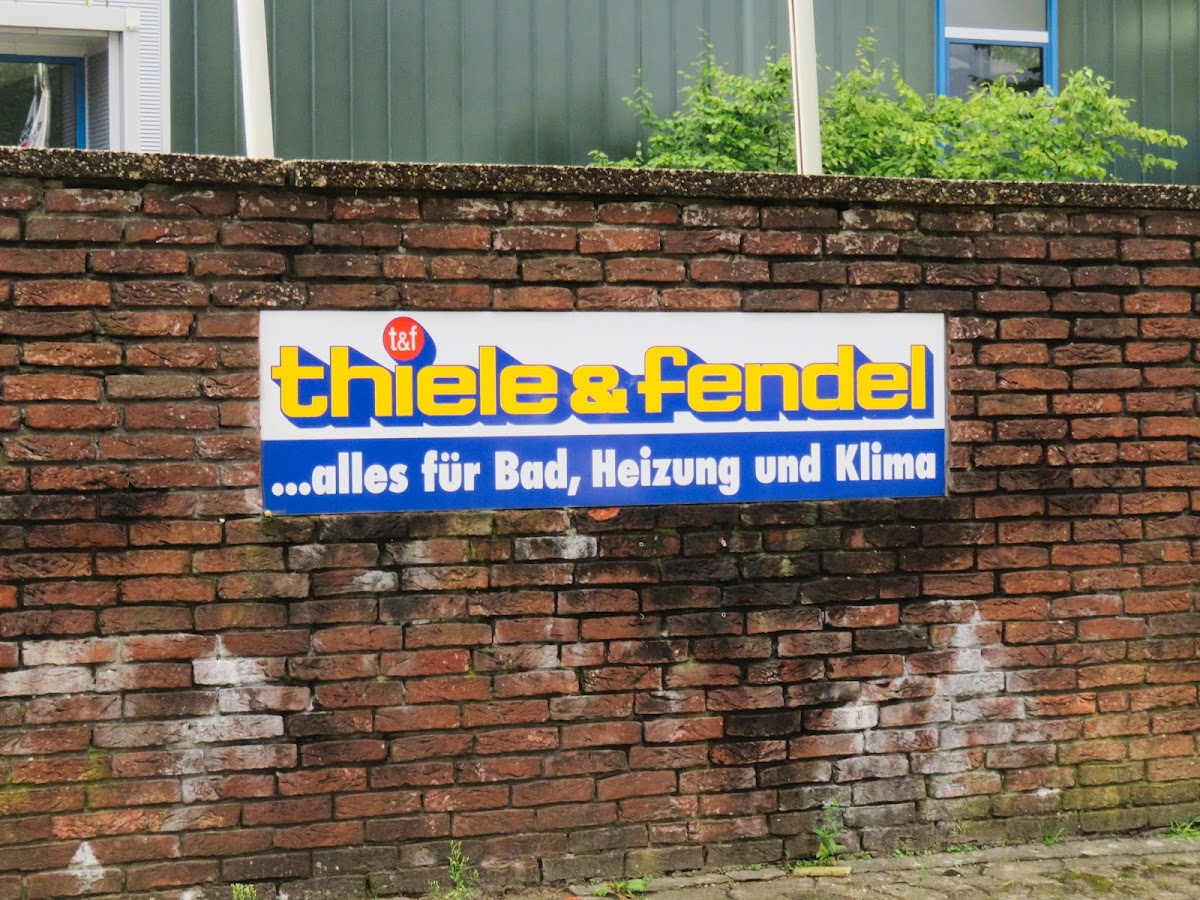 t&f
thiele & fendel
...alles für Bad, Heizung und Klima